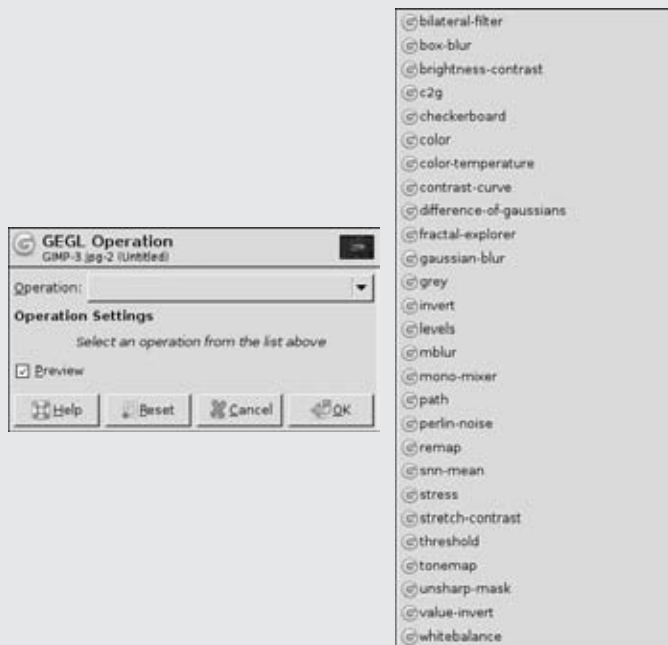 GEGL Operation
GIMP-3.jpg-2 (Untitled)
Operation:
Operation Settings
Select an operation from the list above
Preview
Help
Reset
Cancel
OK
bilateral-filter
box-blur
brightness-contrast
c2g
checkerboard
color
color-temperature
contrast-curve
difference-of-gaussians
fractal-explorer
gaussian-blur
grey
invert
levels
mblur
mono-mixer
path
perlin-noise
remap
snn-mean
stress
stretch-contrast
threshold
tonemap
unsharp-mask
value-invert
whitebalance